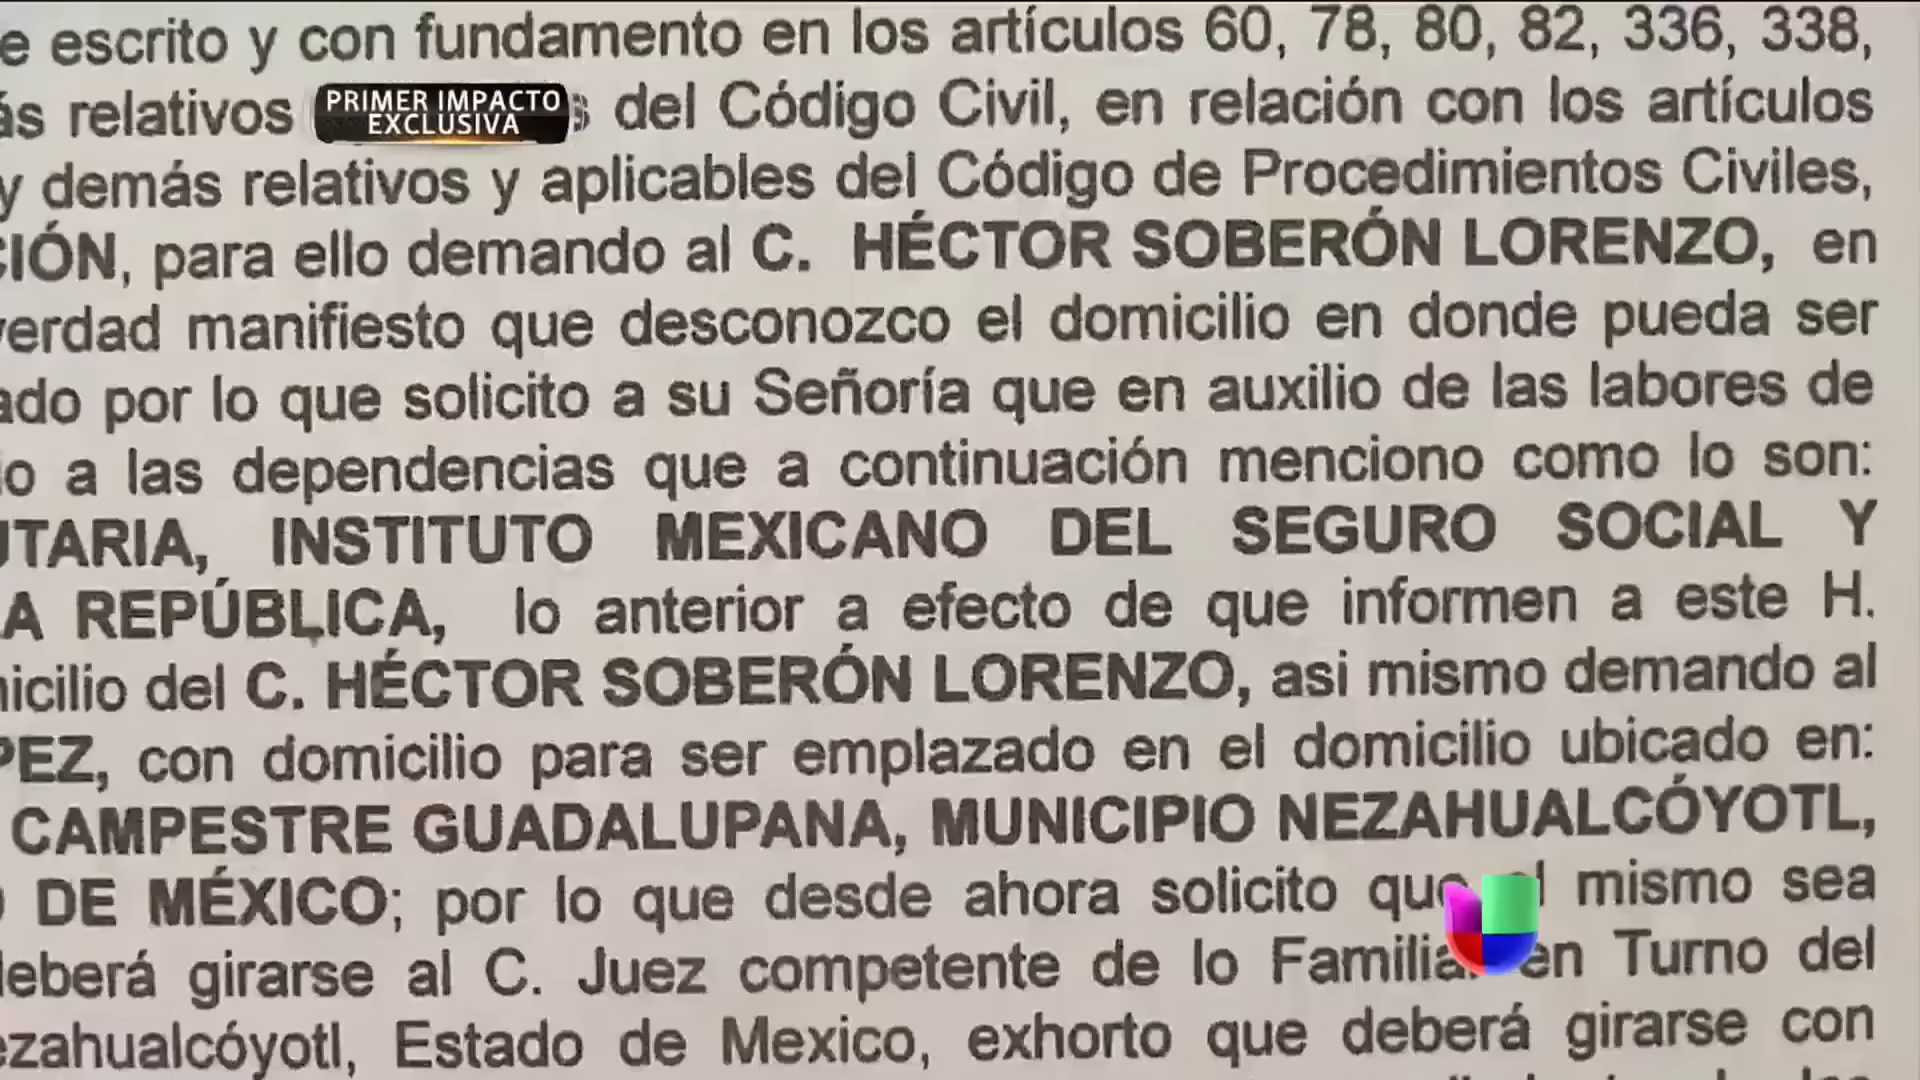 e escrito y con fundamento en los artículos 60, 78, 80, 82, 336, 338,
ás relativos PRIMER IMPACTO EXCLUSIVA s del Código Civil, en relación con los artículos
y demás relativos y aplicables del Código de Procedimientos Civiles,
CIÓN, para ello demando al C. HÉCTOR SOBERÓN LORENZO, en
verdad manifiesto que desconozco el domicilio en donde pueda ser
ado por lo que solicito a su Señoría que en auxilio de las labores de
io a las dependencias que a continuación menciono como lo son:
UTARIA, INSTITUTO MEXICANO DEL SEGURO SOCIAL Y
A REPÚBLICA, lo anterior a efecto de que informen a este H.
nicilio del C. HÉCTOR SOBERÓN LORENZO, asi mismo demando al
PEZ, con domicilio para ser emplazado en el domicilio ubicado en:
CAMPESTRE GUADALUPANA, MUNICIPIO NEZAHUALCÓYOTL,
O DE MÉXICO; por lo que desde ahora solicito que el mismo sea
deberá girarse al C. Juez competente de lo Familiar en Turno del
ezahualcóyotl, Estado de Mexico, exhorto que deberá girarse con